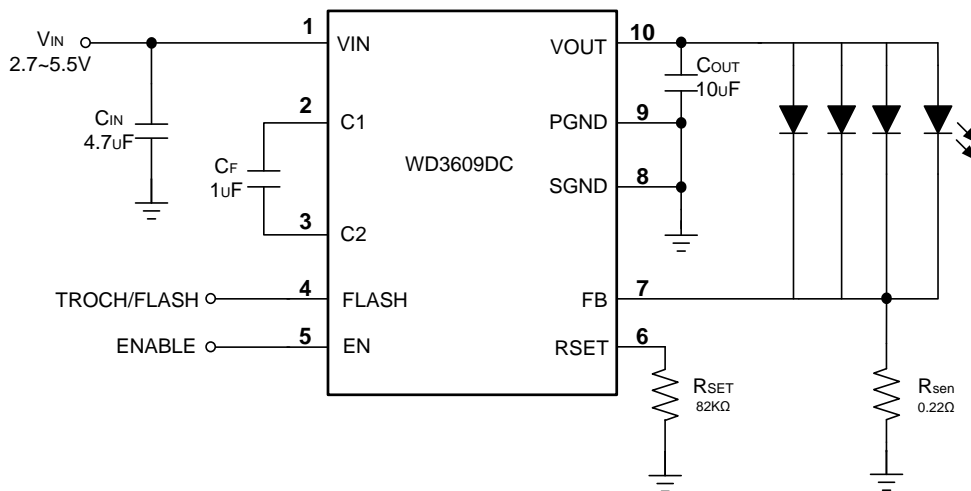 VIN
2.7~5.5V
CIN
4.7uF
CF
1uF
TROCH/FLASH
ENABLE
1
2
3
4
5
VIN
C1
C2
FLASH
EN
WD3609DC
VOUT
PGND
SGND
FB
RSET
10
9
8
7
6
COUT
10uF
RSET
82KΩ
Rsen
0.22Ω